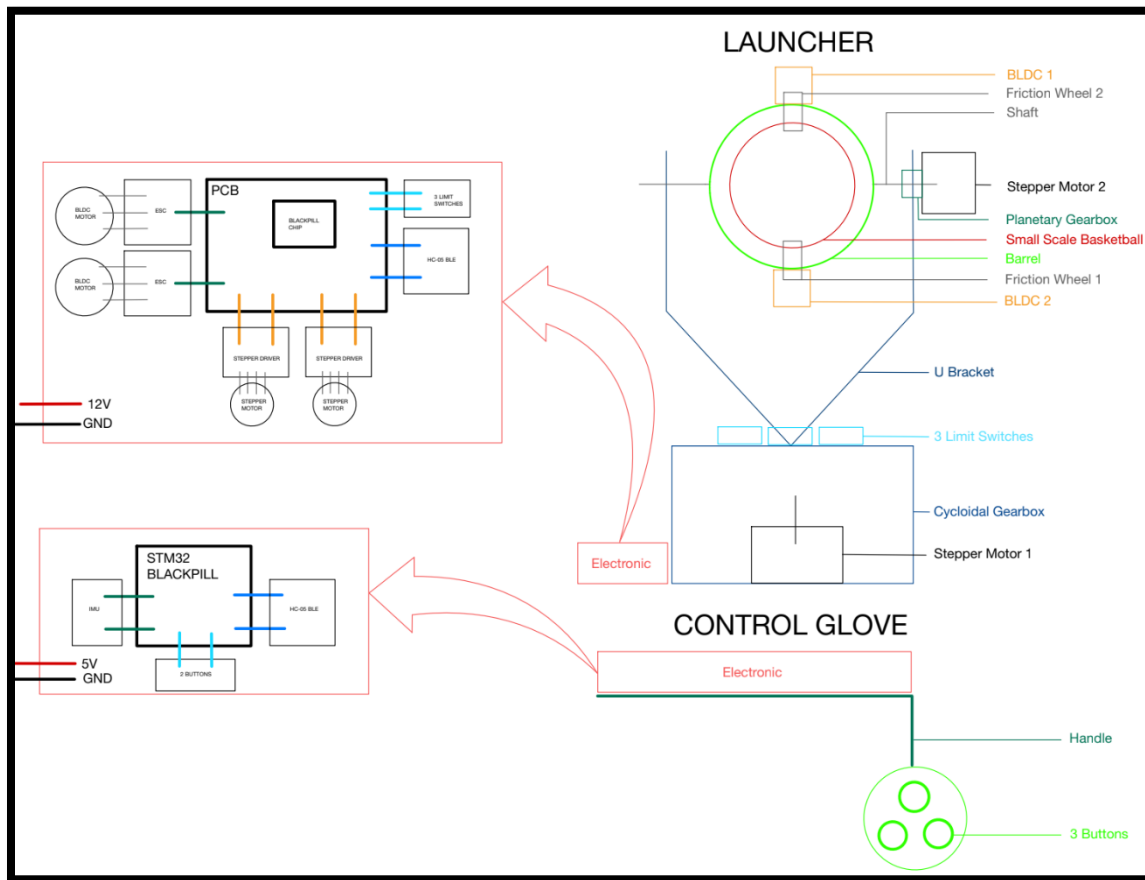 LAUNCHER
BLDC 1
Friction Wheel 2
Shaft
Stepper Motor 2
Planetary Gearbox
Small Scale Basketball
Barrel
Friction Wheel 1
BLDC 2
U Bracket
3 Limit Switches
Cycloidal Gearbox
Stepper Motor 1
Electronic
PCB
BLACKPILL
CHIP
BLDC
MOTOR
ESC
BLDC
MOTOR
ESC
3 LIMIT
SWITCHES
HC-05 BLE
STEPPER DRIVER
STEPPER DRIVER
STEPPER
MOTOR
STEPPER
MOTOR
12V
GND
STM32
BLACKPILL
IMU
HC-05 BLE
2 BUTTONS
5V
GND
CONTROL GLOVE
Electronic
Handle
3 Buttons